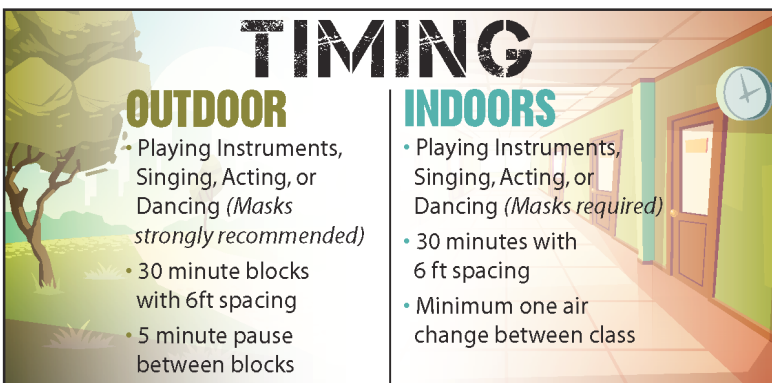 TIMING
OUTDOOR
• Playing Instruments,
Singing, Acting, or
Dancing (Masks
strongly recommended)
• 30 minute blocks
with 6ft spacing
• 5 minute pause
between blocks
INDOORS
• Playing Instruments,
Singing, Acting, or
Dancing (Masks required)
• 30 minutes with
6 ft spacing
• Minimum one air
change between class